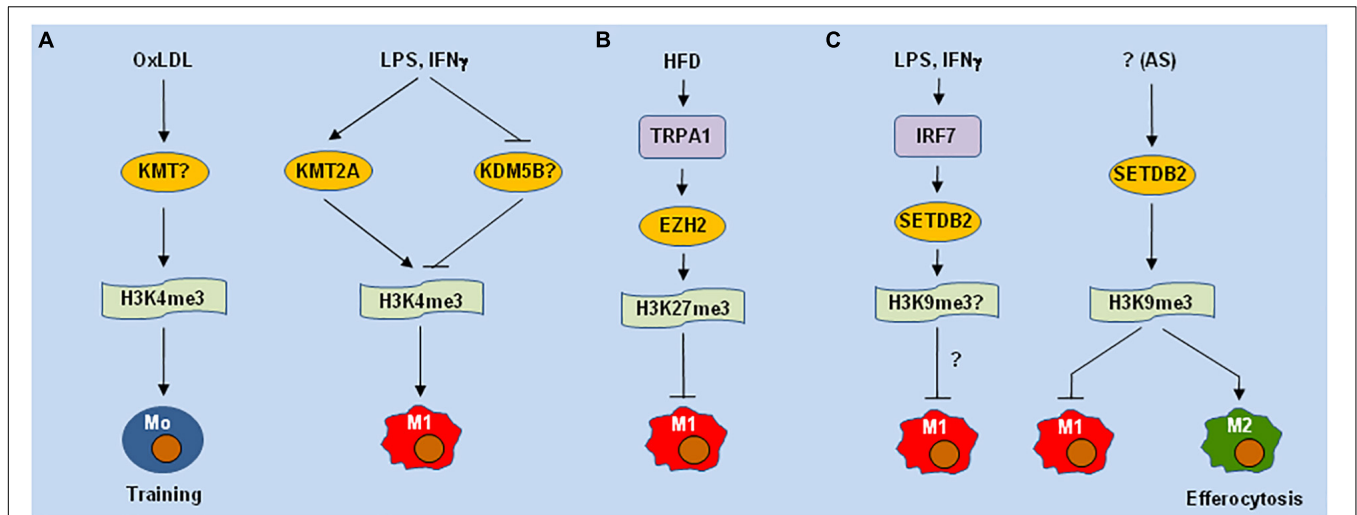 A
OxLDL
KMT?
H3K4me3
Mo
Training
LPS, IFNγ
KMT2A
KDM5B?
H3K4me3
M1
B
HFD
TRPA1
EZH2
H3K27me3
M1
C
LPS, IFNγ
IRF7
SETDB2
H3K9me3?
?
M1
? (AS)
SETDB2
H3K9me3
M1
M2
Efferocytosis